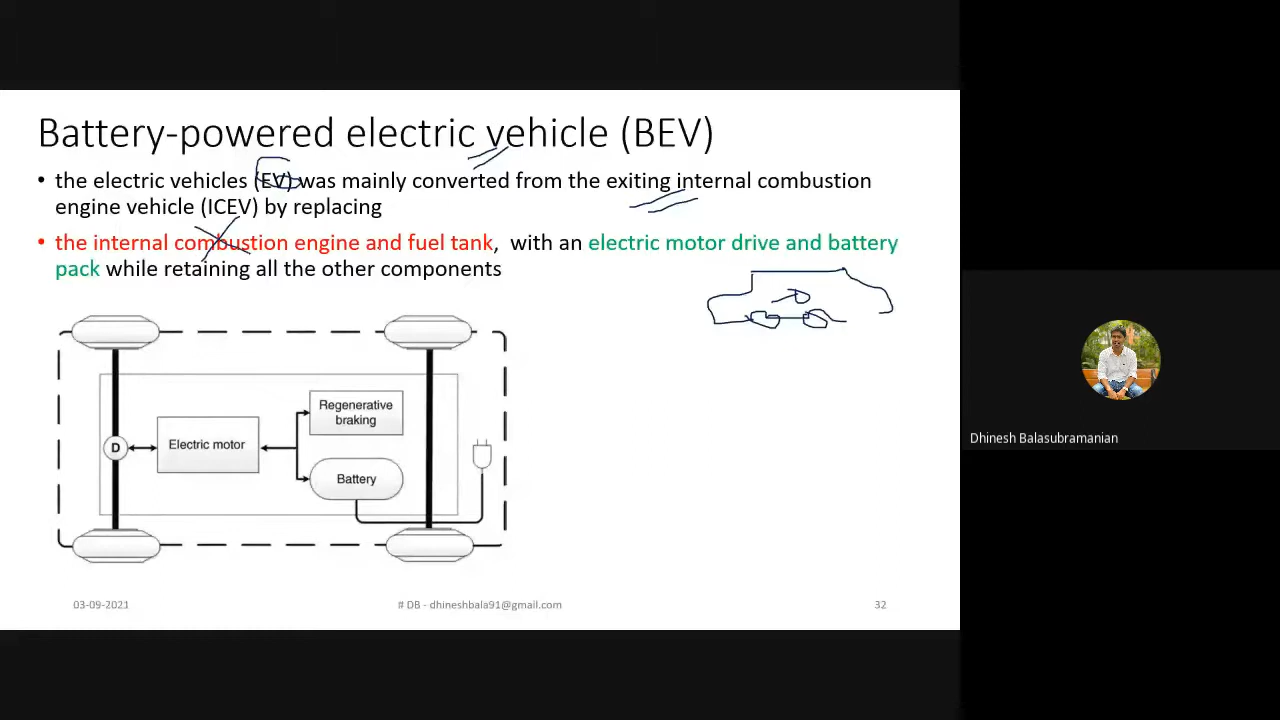 Battery-powered electric vehicle (BEV)
• the electric vehicles (EV) was mainly converted from the exiting internal combustion
engine vehicle (ICEV) by replacing
• the internal combustion engine and fuel tank, with an electric motor drive and battery
pack while retaining all the other components
Regenerative
braking
D
Electric motor
Battery
Dhinesh Balasubramanian
03-09-2021
# DB - dhineshbala91@gmail.com
32